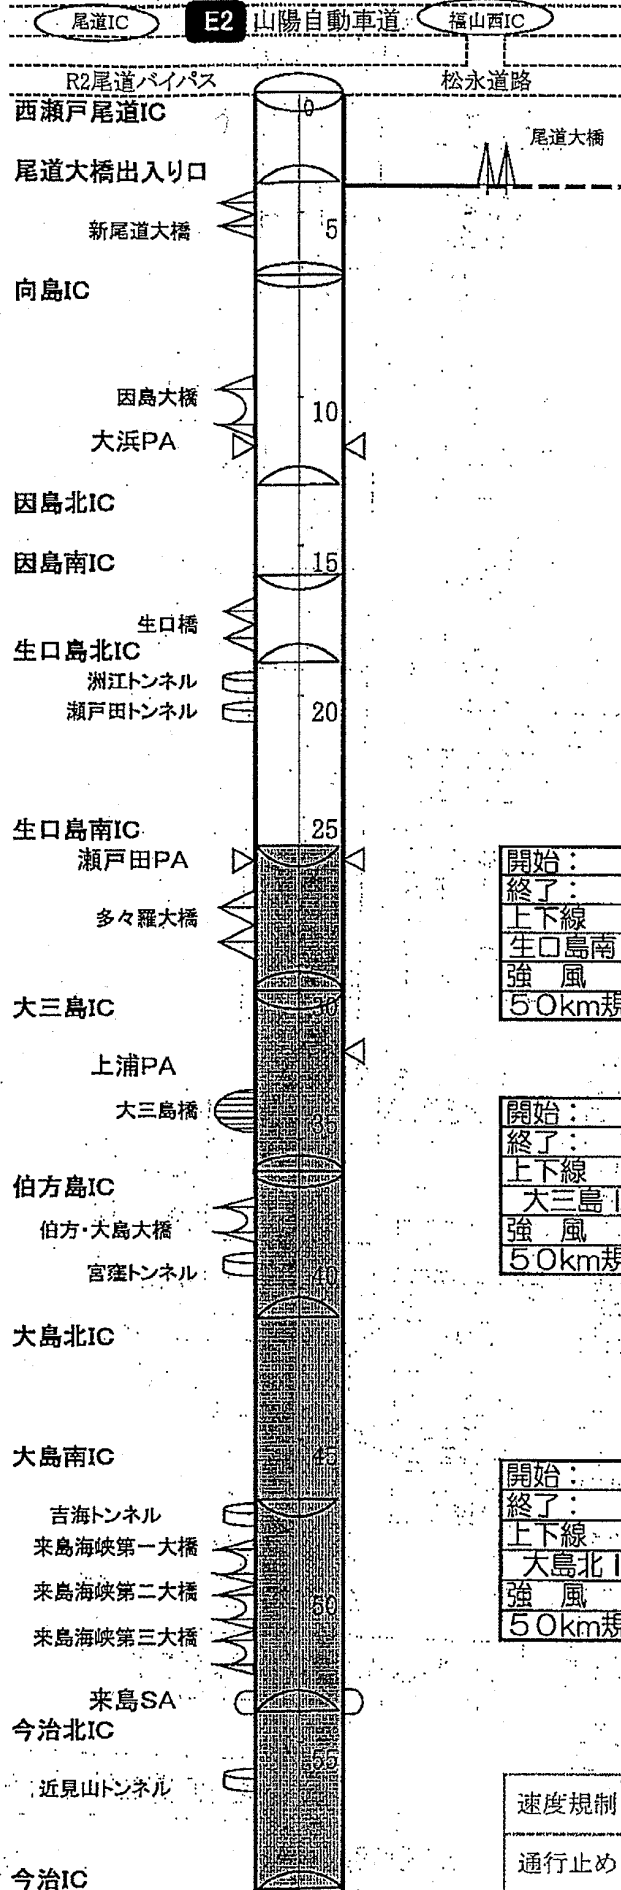 尾道IC E2 山陽自動車道 福山西IC
R2尾道バイパス 松永道路
西瀬戸尾道IC 0
尾道大橋
尾道大橋出入り口
新尾道大橋 5
向島IC
因島大橋 10
大浜PA
因島北IC
因島南IC 15
生口橋
生口島北IC
洲江トンネル
瀬戸田トンネル 20
生口島南IC 25
瀬戸田PA
多々羅大橋
大三島IC 30
上浦PA
大三島橋 35
伯方島IC
伯方・大島大橋
宮窪トンネル 40
大島北IC
大島南IC 45
吉海トンネル
来島海峡第一大橋
来島海峡第二大橋 50
来島海峡第三大橋
来島SA
今治北IC 55
近見山トンネル
今治IC
開始:
終了:
上下線
生口島南
強 風
50km規
開始:
終了:
上下線
大三島 I
強 風
50km規
開始:
終了:
上下線
大島北 I
強 風
50km規
速度規制
通行止め